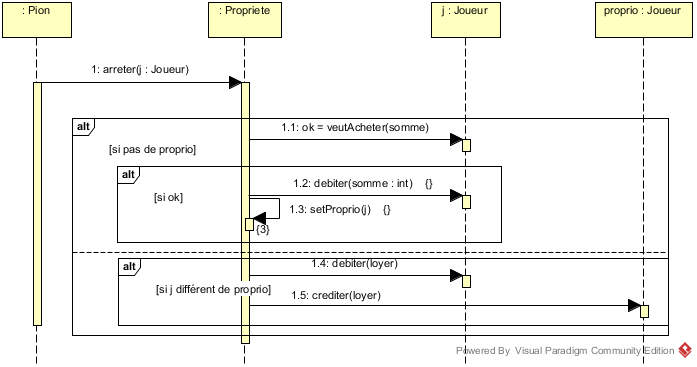 : Pion
: Propriete
j : Joueur
proprio : Joueur
1: arreter(j : Joueur)
alt
1.1: ok = veutAcheter(somme)
[si pas de proprio]
alt
1.2: debiter(somme : int) {}
[si ok]
1.3: setProprio(j) {}
{3}
alt
1.4: debiter(loyer)
[si j différent de proprio]
1.5: crediter(loyer)
Powered By Visual Paradigm Community Edition